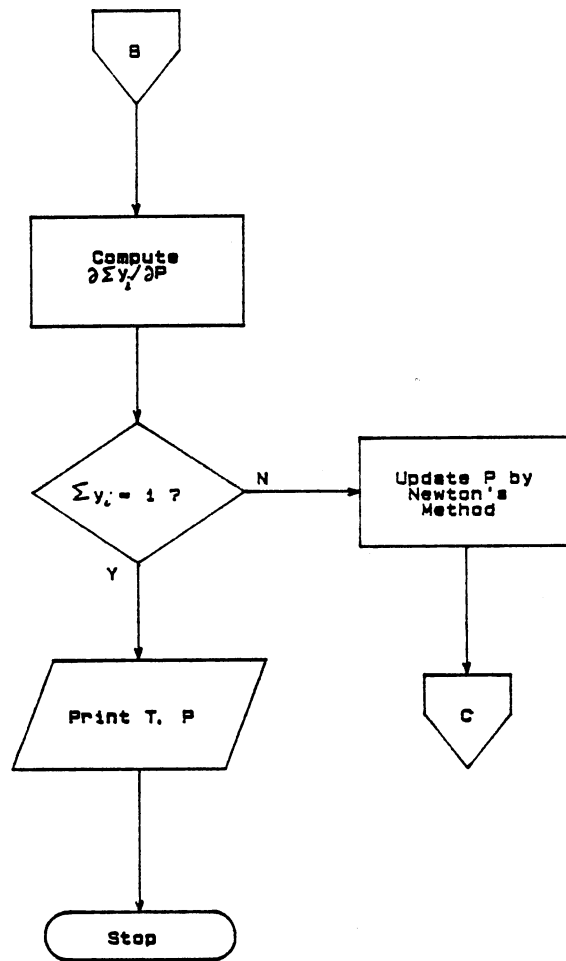 B
Compute
∂Σyᵢ/∂P
Σyᵢ = 1 ?
N
Update P by
Newton's
Method
Y
Print T, P
C
Stop